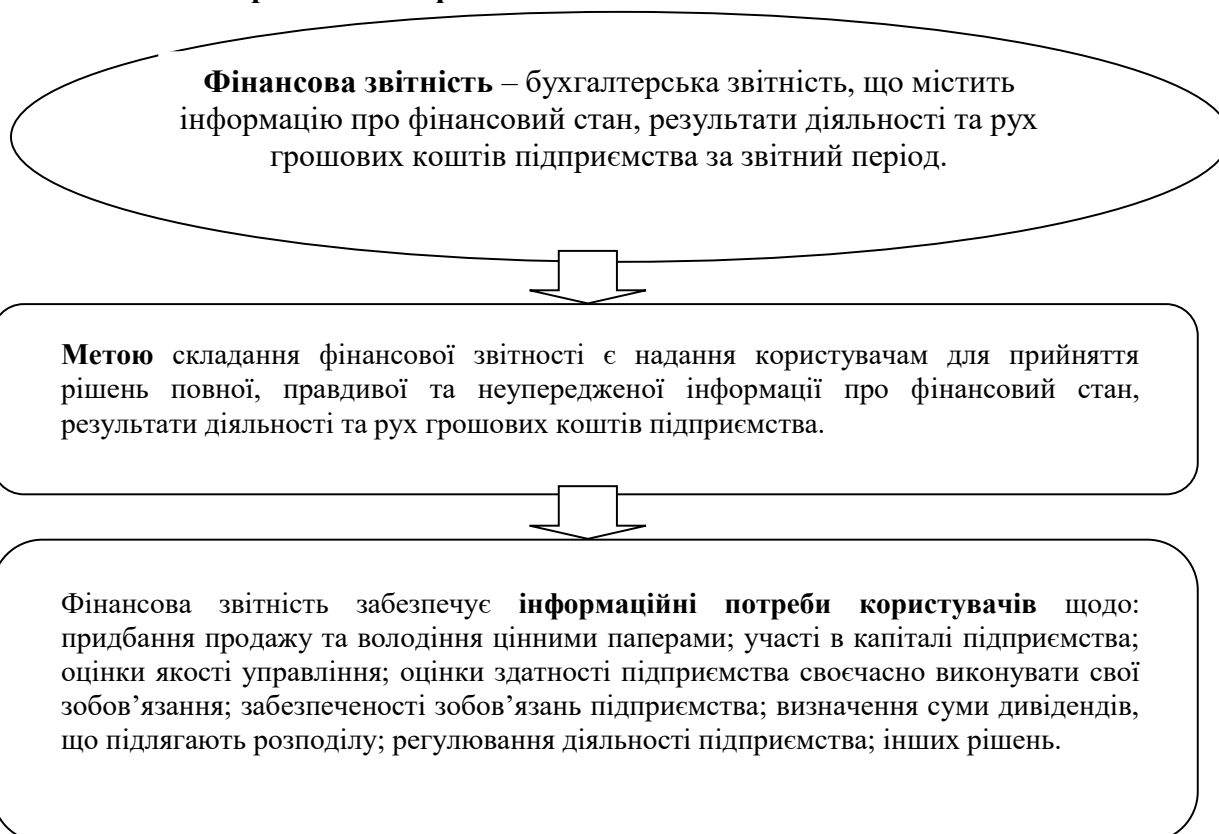 Фінансова звітність – бухгалтерська звітність, що містить
інформацію про фінансовий стан, результати діяльності та рух
грошових коштів підприємства за звітний період.
Метою складання фінансової звітності є надання користувачам для прийняття
рішень повної, правдивої та неупередженої інформації про фінансовий стан,
результати діяльності та рух грошових коштів підприємства.
Фінансова звітність забезпечує інформаційні потреби користувачів щодо:
придбання продажу та володіння цінними паперами; участі в капіталі підприємства;
оцінки якості управління; оцінки здатності підприємства своєчасно виконувати свої
зобов’язання; забезпеченості зобов’язань підприємства; визначення суми дивідендів,
що підлягають розподілу; регулювання діяльності підприємства; інших рішень.